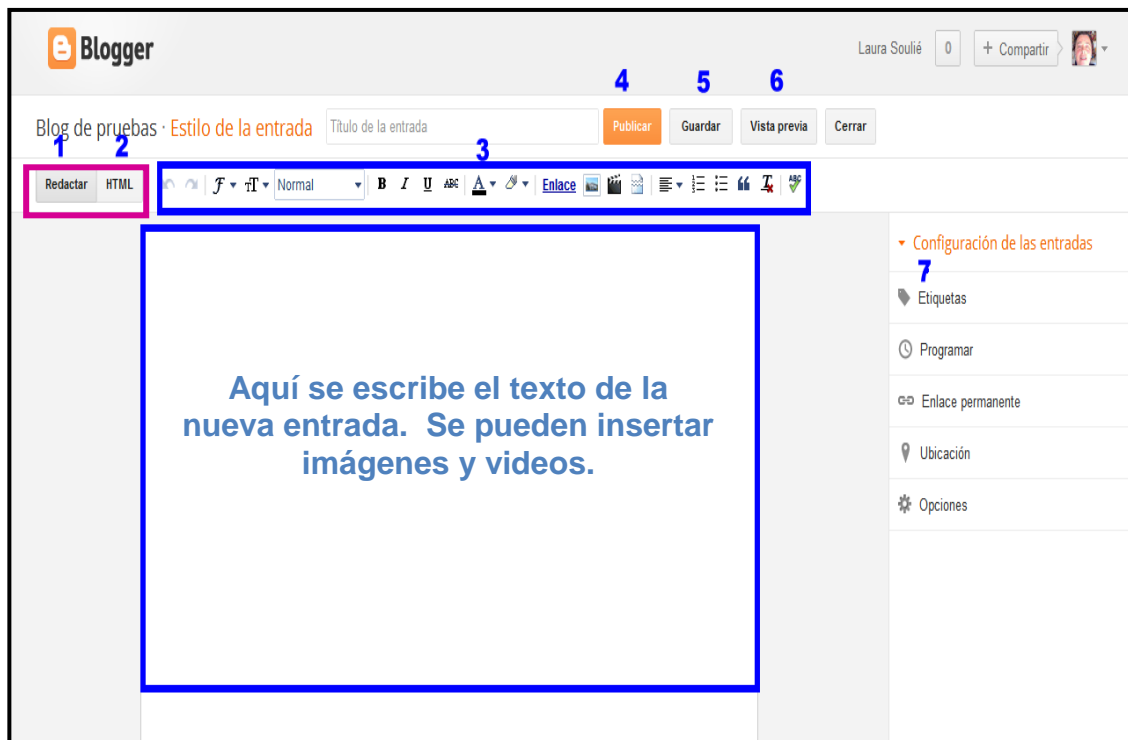 Blogger
Laura Soulié 0 + Compartir
4 5 6
Blog de pruebas · Estilo de la entrada Título de la entrada Publicar Guardar Vista previa Cerrar
1 2 3
Redactar HTML F T Normal B I U ABC A Enlace T ABC
Configuración de las entradas
7
Etiquetas
Programar
Enlace permanente
Ubicación
Opciones
Aquí se escribe el texto de la
nueva entrada. Se pueden insertar
imágenes y videos.